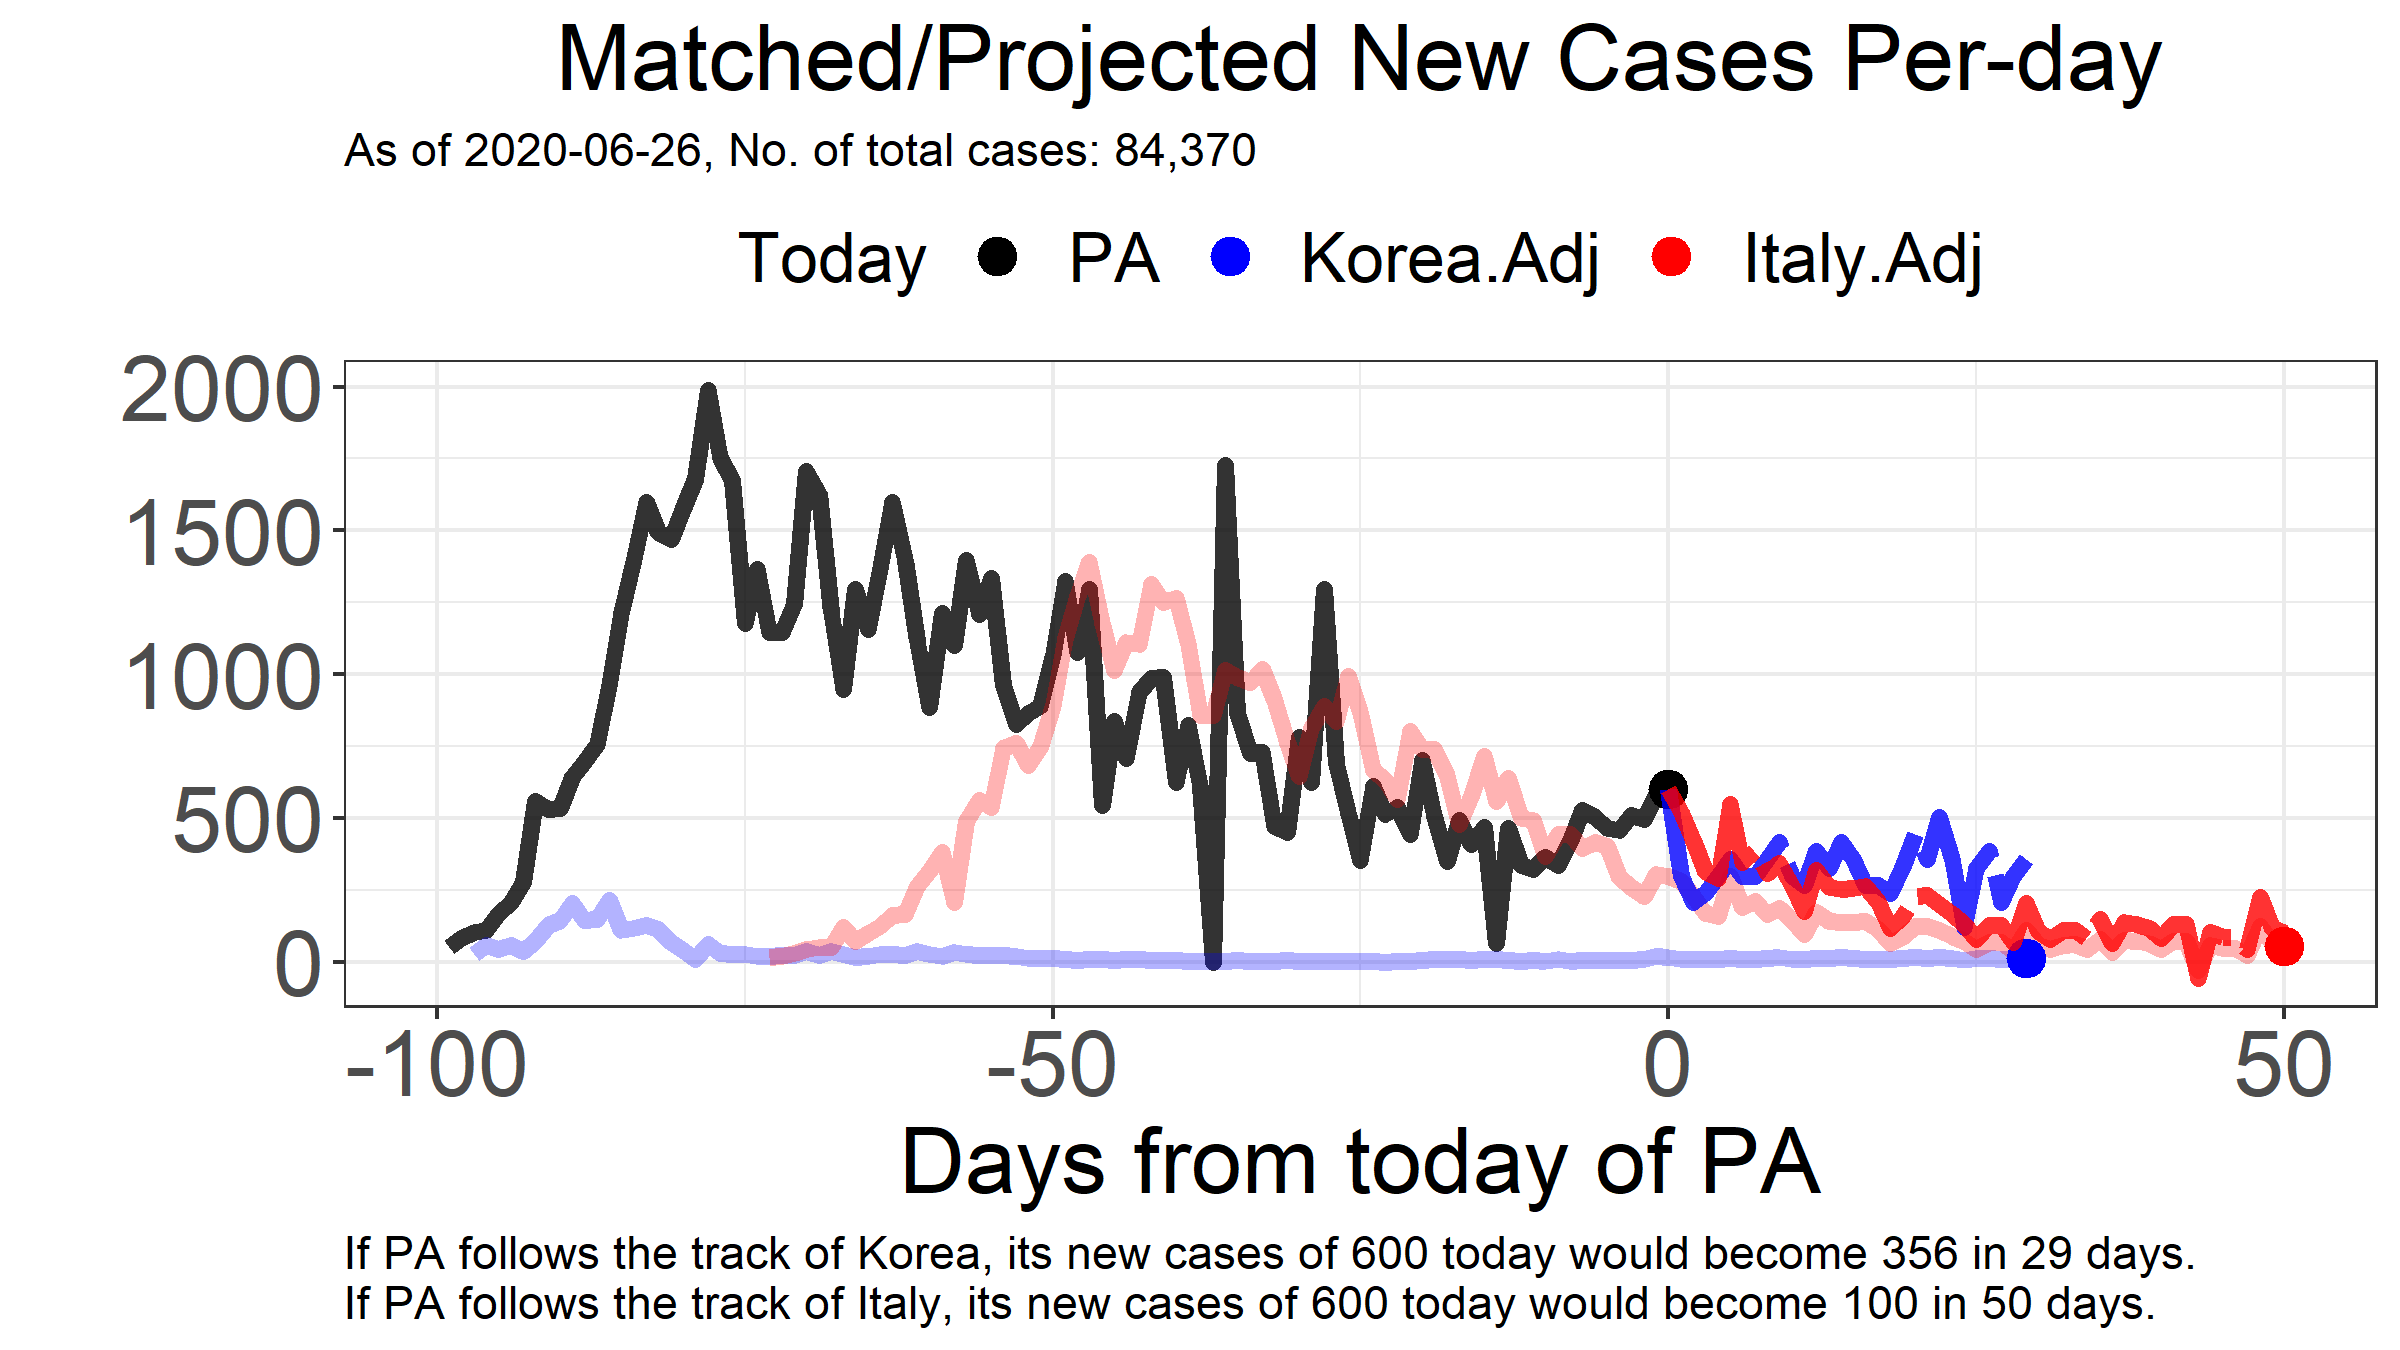 Matched/Projected New Cases Per-day
As of 2020-06-26, No. of total cases: 84,370
Today PA Korea.Adj Italy.Adj
2000
1500
1000
500
0
-100 -50 0 50
Days from today of PA
If PA follows the track of Korea, its new cases of 600 today would become 356 in 29 days.
If PA follows the track of Italy, its new cases of 600 today would become 100 in 50 days.